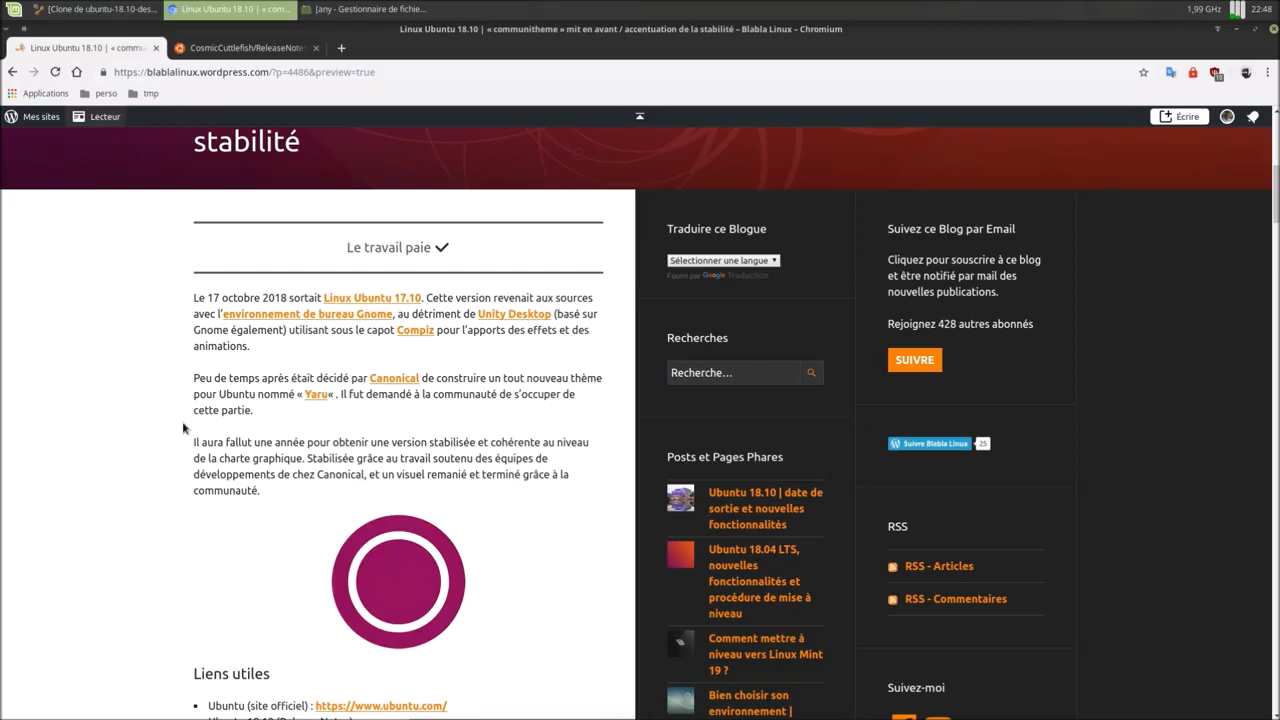 [Clone de ubuntu-18.10-des...
Linux Ubuntu 18.10 | « com...
[any - Gestionnaire de fichie...
1,99 GHz
22:48
Linux Ubuntu 18.10 | « communitheme » mit en avant / accentuation de la stabilité – Blabla Linux – Chromium
Linux Ubuntu 18.10 | « commu
CosmicCuttlefish/ReleaseNote
https://blablalinux.wordpress.com/?p=4486&preview=true
Applications
perso
tmp
Mes sites
Lecteur
Écrire
stabilité
Le travail paie
Le 17 octobre 2018 sortait Linux Ubuntu 17.10. Cette version revenait aux sources
avec l'environnement de bureau Gnome, au détriment de Unity Desktop (basé sur
Gnome également) utilisant sous le capot Compiz pour l'apports des effets et des
animations.
Peu de temps après était décidé par Canonical de construire un tout nouveau thème
pour Ubuntu nommé « Yaru« . Il fut demandé à la communauté de s'occuper de
cette partie.
Il aura fallut une année pour obtenir une version stabilisée et cohérente au niveau
de la charte graphique. Stabilisée grâce au travail soutenu des équipes de
développements de chez Canonical, et un visuel remanié et terminé grâce à la
communauté.
Liens utiles
Ubuntu (site officiel) : https://www.ubuntu.com/
Traduire ce Blogue
Sélectionner une langue
Fourni par Google Traduction
Recherches
Recherche...
Posts et Pages Phares
Ubuntu 18.10 | date de
sortie et nouvelles
fonctionnalités
Ubuntu 18.04 LTS,
nouvelles
fonctionnalités et
procédure de mise à
niveau
Comment mettre à
niveau vers Linux Mint
19 ?
Bien choisir son
environnement |
Suivez ce Blog par Email
Cliquez pour souscrire à ce blog
et être notifié par mail des
nouvelles publications.
Rejoignez 428 autres abonnés
SUIVRE
Suivre Blabla Linux
25
RSS
RSS - Articles
RSS - Commentaires
Suivez-moi